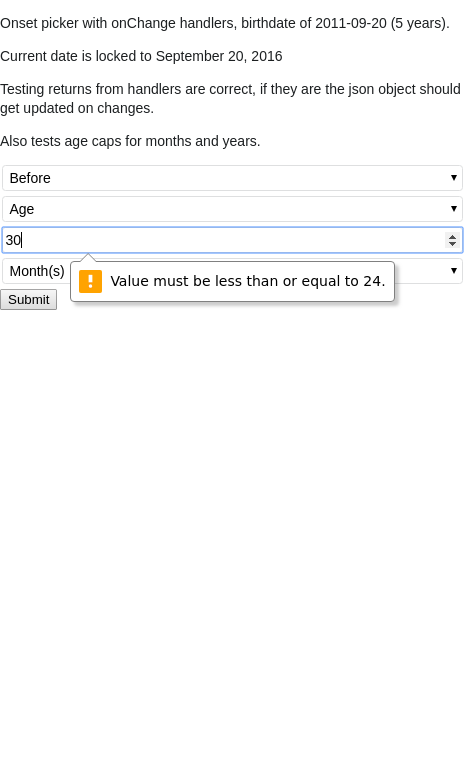 Onset picker with onChange handlers, birthdate of 2011-09-20 (5 years).
Current date is locked to September 20, 2016
Testing returns from handlers are correct, if they are the json object should
get updated on changes.
Also tests age caps for months and years.
Before
Age
30
Month(s)
Value must be less than or equal to 24.
Submit